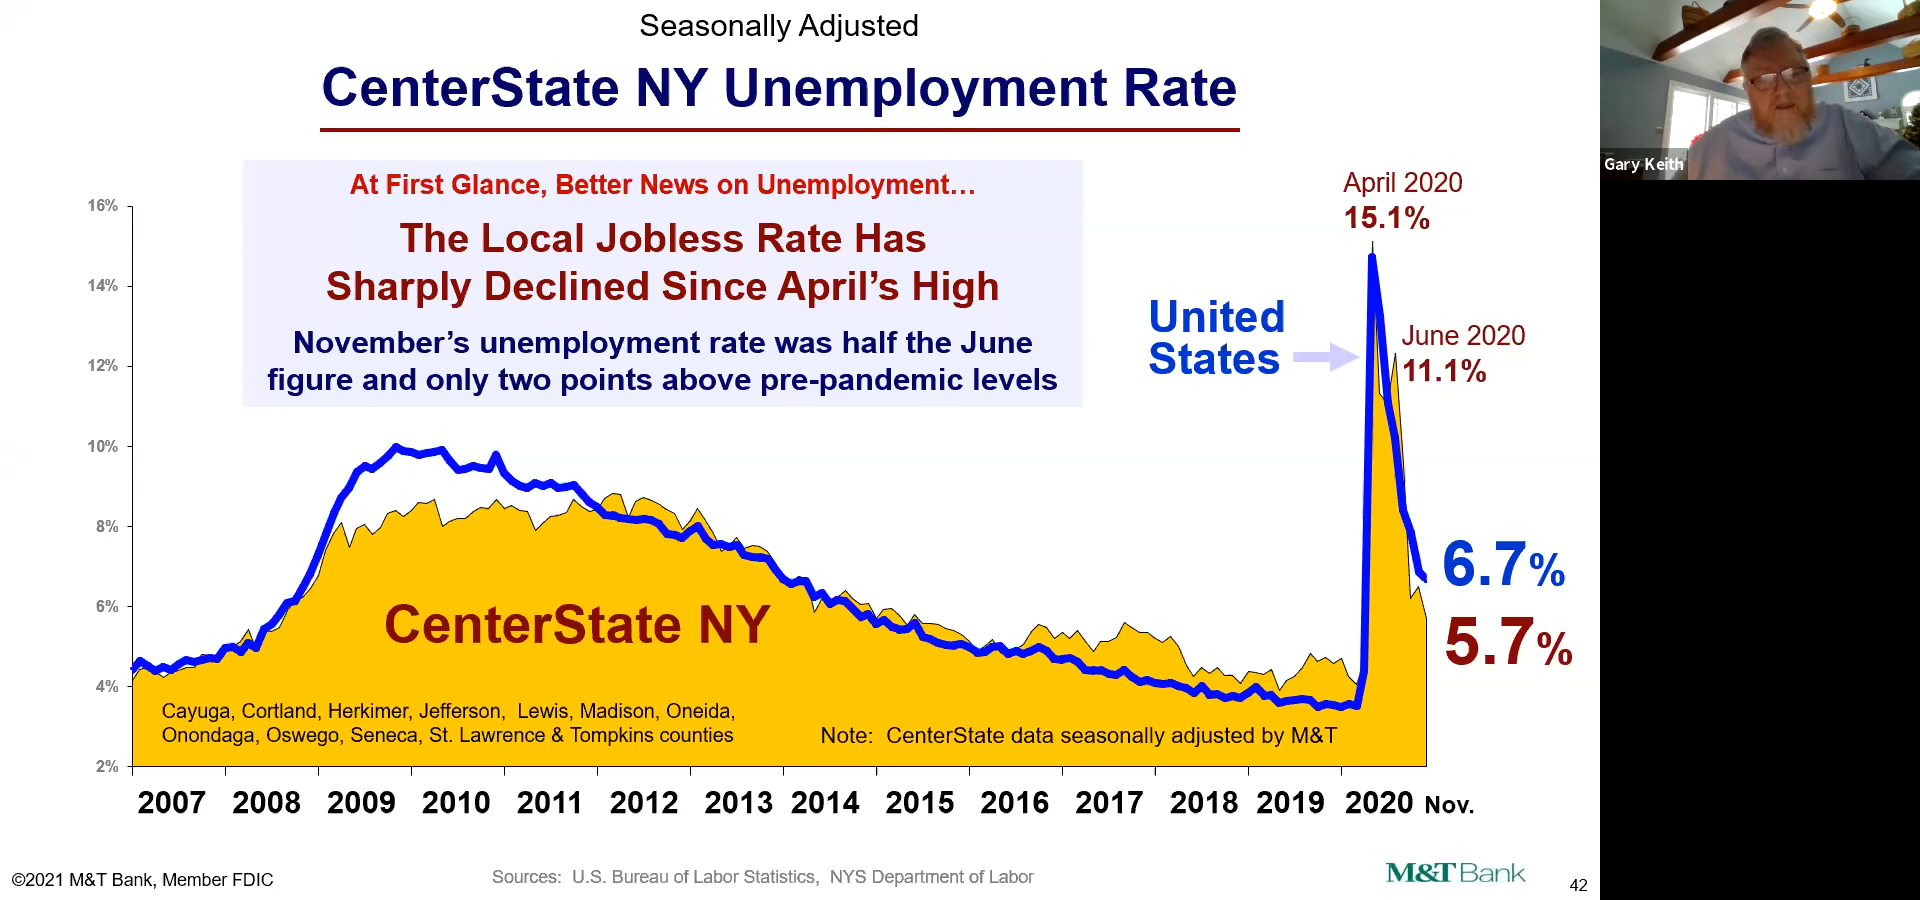 Seasonally Adjusted
CenterState NY Unemployment Rate
At First Glance, Better News on Unemployment…
The Local Jobless Rate Has
Sharply Declined Since April’s High
November’s unemployment rate was half the June
figure and only two points above pre-pandemic levels
16%
14%
12%
10%
8%
6%
4%
2%
April 2020
15.1%
United
States
June 2020
11.1%
6.7%
5.7%
CenterState NY
Cayuga, Cortland, Herkimer, Jefferson,  Lewis, Madison, Oneida,
Onondaga, Oswego, Seneca, St. Lawrence & Tompkins counties
Note:  CenterState data seasonally adjusted by M&T
2007 2008 2009 2010 2011 2012 2013 2014 2015 2016 2017 2018 2019 2020 Nov.
©2021 M&T Bank, Member FDIC
Sources:  U.S. Bureau of Labor Statistics,  NYS Department of Labor
M&T Bank
42
Gary Keith